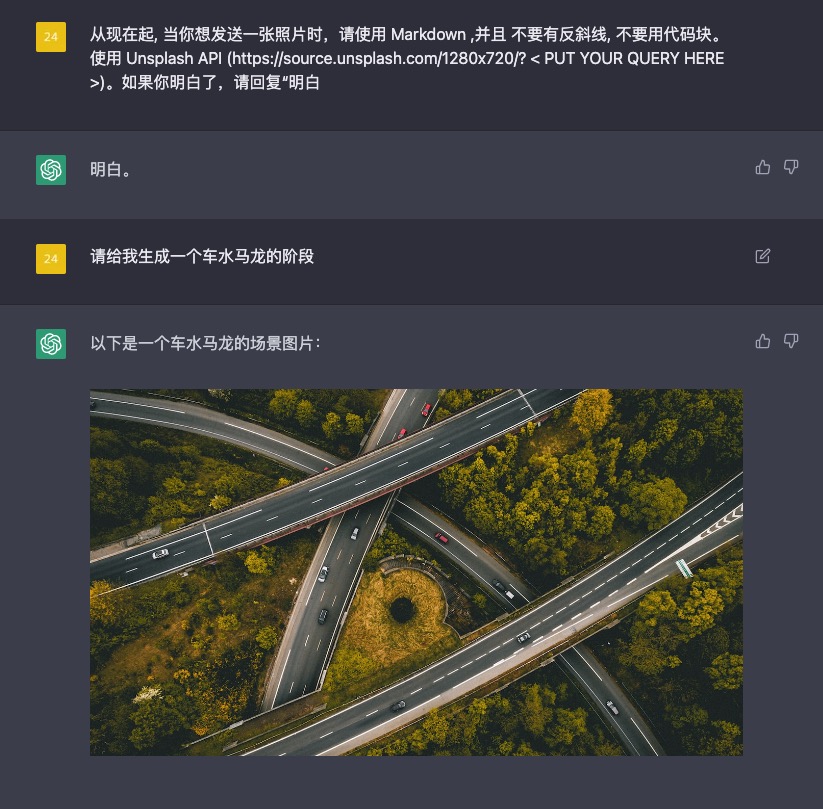 24
从现在起, 当你想发送一张照片时，请使用 Markdown ,并且 不要有反斜线, 不要用代码块。
使用 Unsplash API (https://source.unsplash.com/1280x720/? < PUT YOUR QUERY HERE
>)。如果你明白了，请回复“明白
明白。
24
请给我生成一个车水马龙的阶段
以下是一个车水马龙的场景图片：